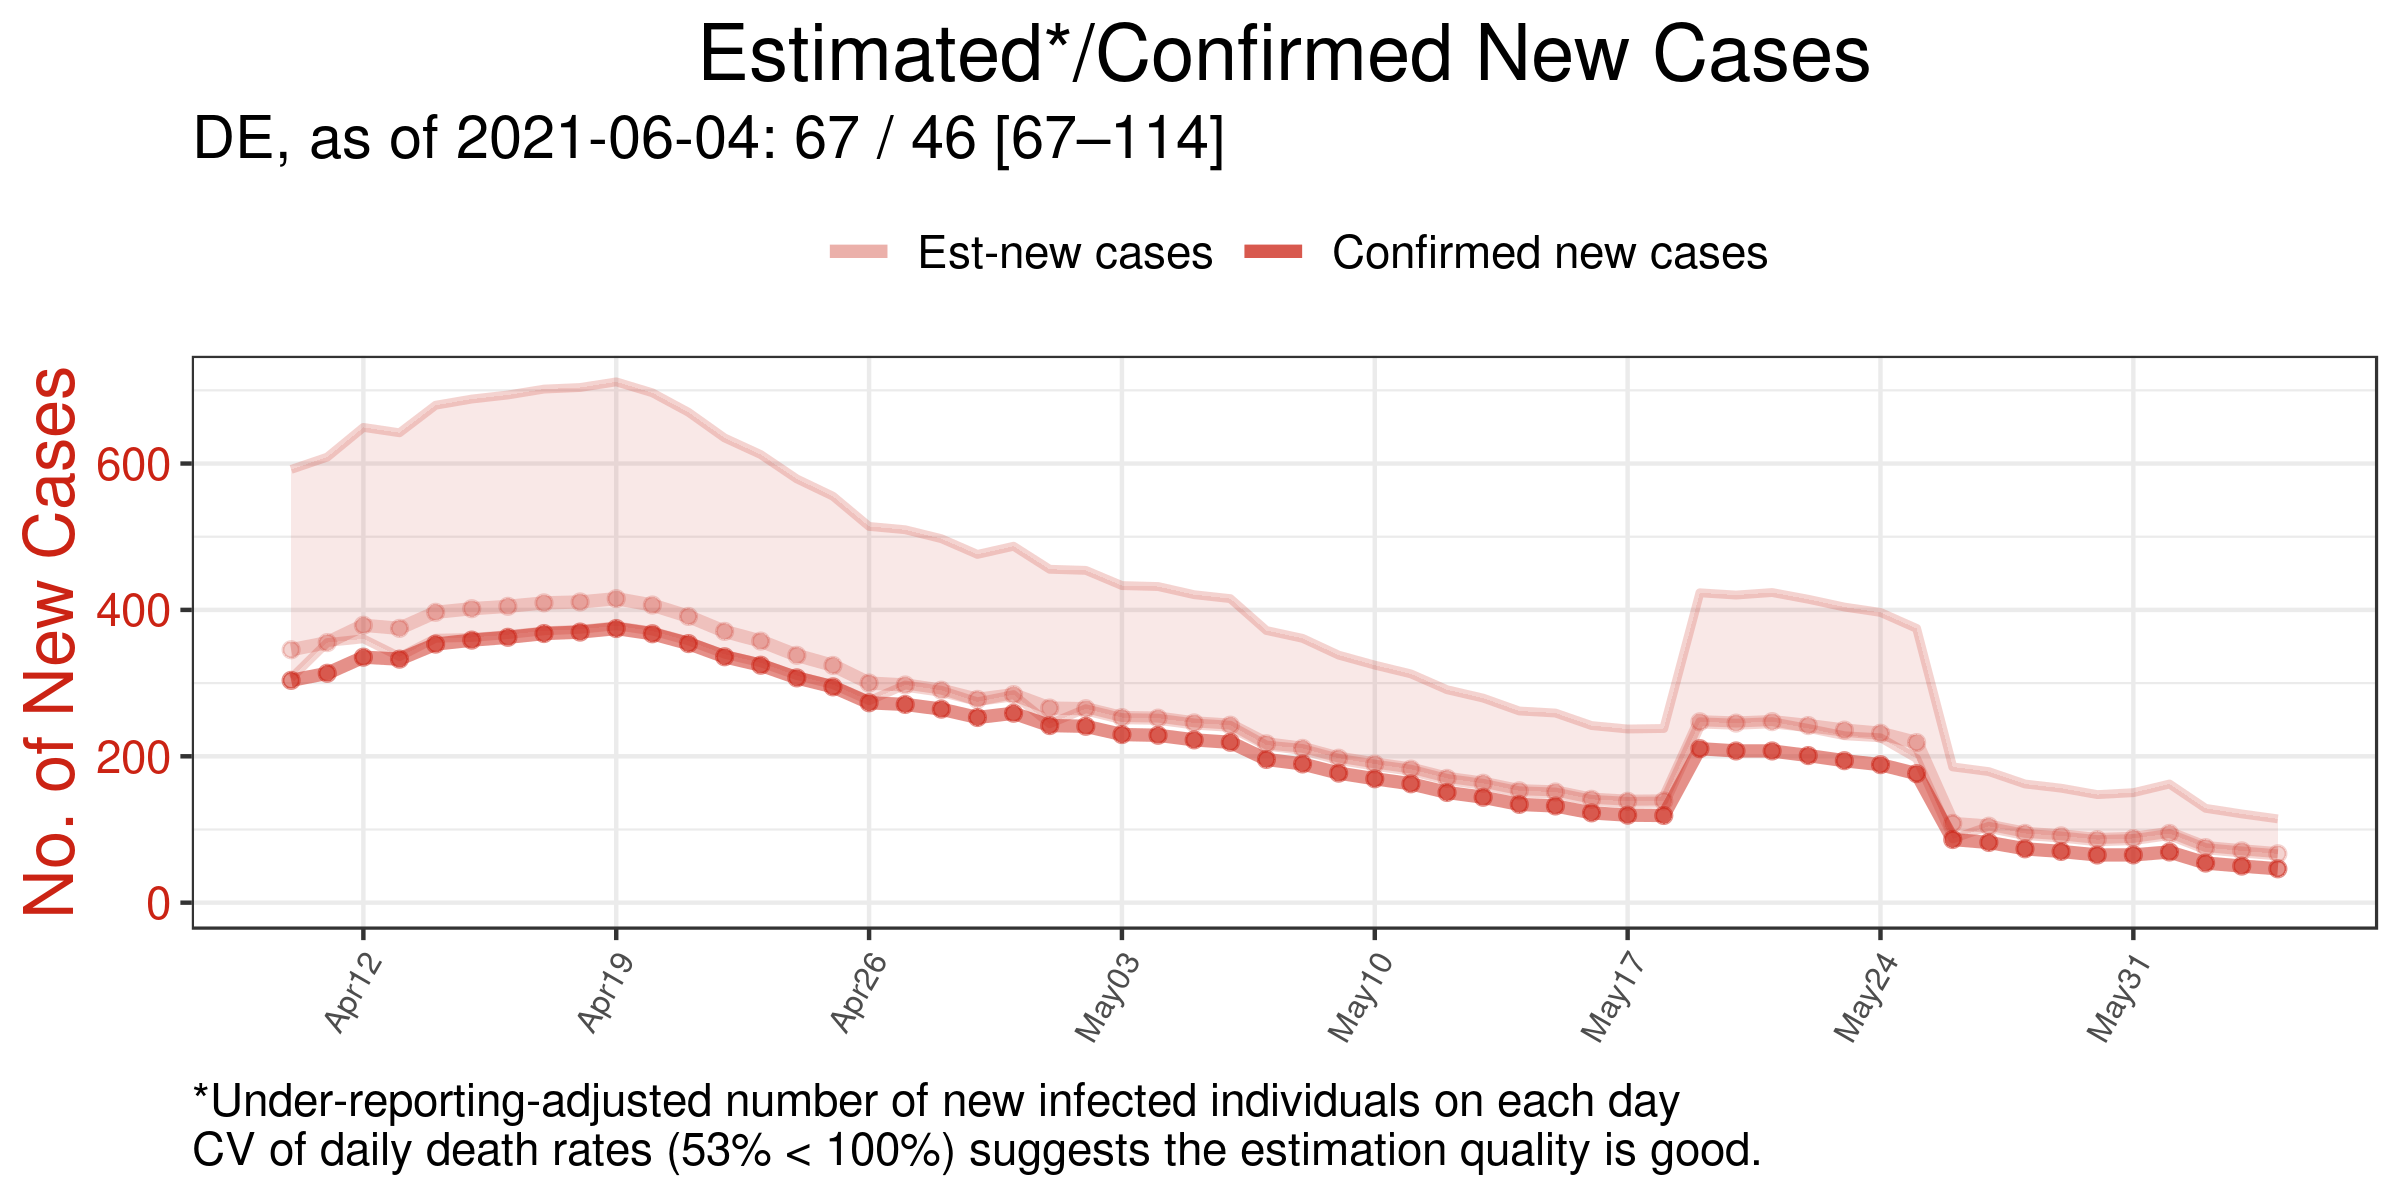 Estimated*/Confirmed New Cases
DE, as of 2021-06-04: 67 / 46 [67–114]
Est-new cases
Confirmed new cases
No. of New Cases
600
400
200
0
Apr12
Apr19
Apr26
May03
May10
May17
May24
May31
*Under-reporting-adjusted number of new infected individuals on each day
CV of daily death rates (53% < 100%) suggests the estimation quality is good.